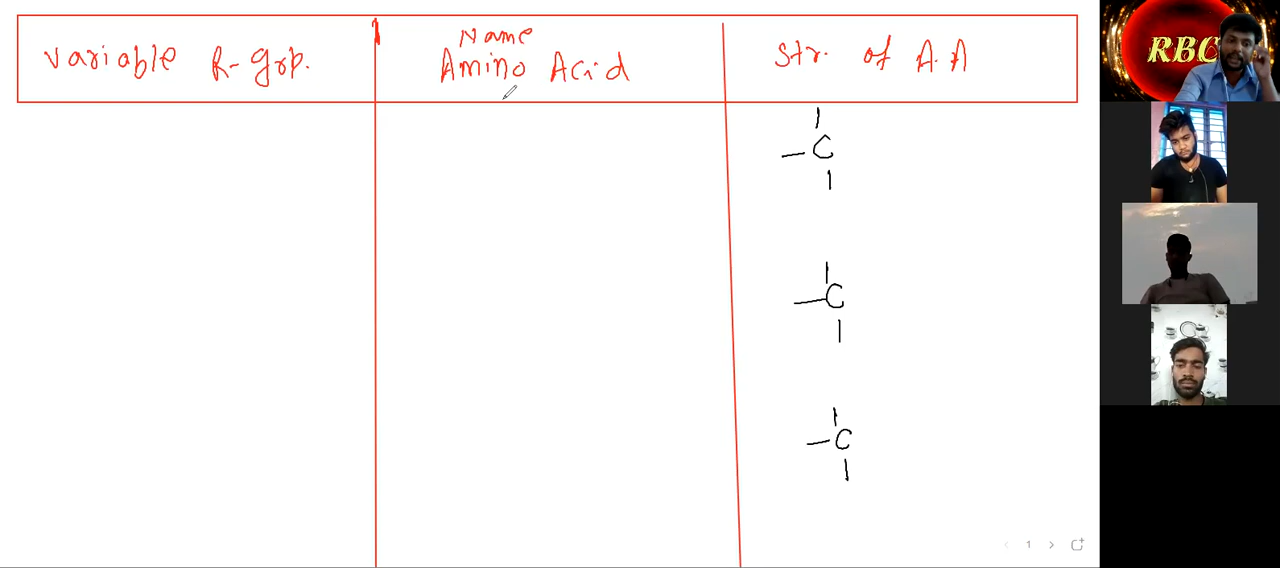 Variable R-Grp.
Name
Amino Acid
Str. of A.A
C
C
C
RBC
1